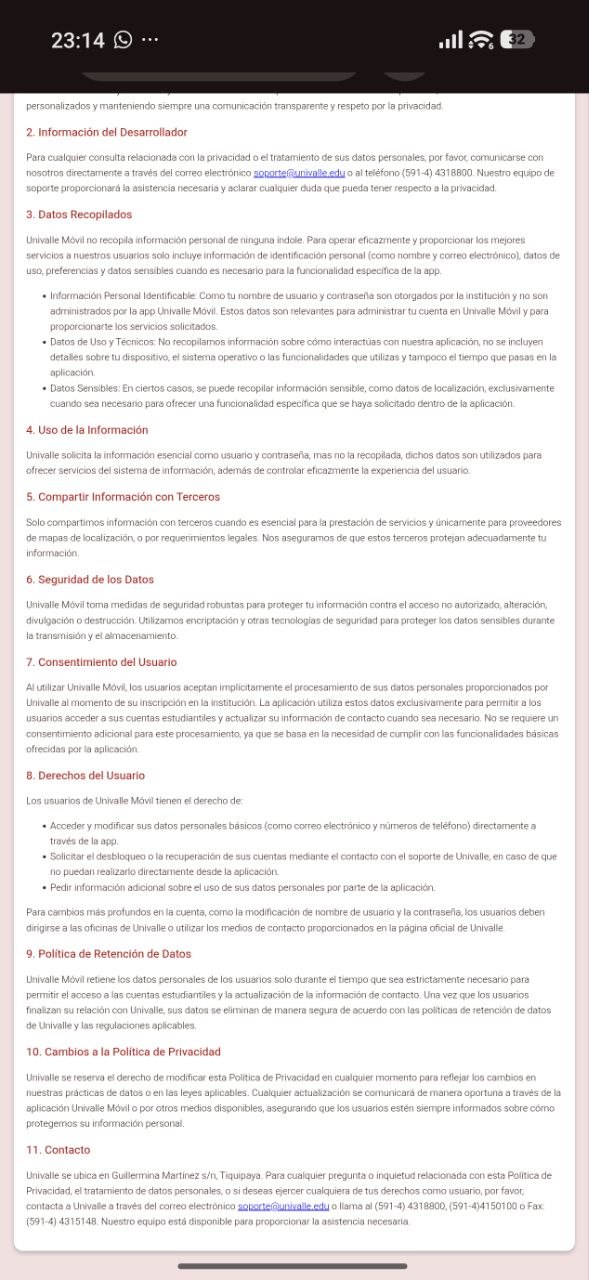 23:14
32
personalizados y manteniendo siempre una comunicación transparente y respeto por la privacidad.
2. Información del Desarrollador
Para cualquier consulta relacionada con la privacidad o el tratamiento de sus datos personales, por favor, comunicarse con
nosotros directamente a través del correo electrónico soporte@univalle.edu o al teléfono (591-4) 4318800. Nuestro equipo de
soporte proporcionará la asistencia necesaria y aclarar cualquier duda que pueda tener respecto a la privacidad.
3. Datos Recopilados
Univalle Móvil no recopila información personal de ninguna índole. Para operar eficazmente y proporcionar los mejores
servicios a nuestros usuarios solo incluye información de identificación personal (como nombre y correo electrónico), datos de
uso, preferencias y datos sensibles cuando es necesario para la funcionalidad específica de la app.
• Información Personal Identificable: Como tu nombre de usuario y contraseña son otorgados por la institución y no son
administrados por la app Univalle Móvil. Estos datos son relevantes para administrar tu cuenta en Univalle Móvil y para
proporcionarte los servicios solicitados.
• Datos de Uso y Técnicos: No recopilamos información sobre cómo interactúas con nuestra aplicación, no se incluyen
detalles sobre tu dispositivo, el sistema operativo o las funcionalidades que utilizas y tampoco el tiempo que pasas en la
aplicación.
• Datos Sensibles: En ciertos casos, se puede recopilar información sensible, como datos de localización, exclusivamente
cuando sea necesario para ofrecer una funcionalidad específica que se haya solicitado dentro de la aplicación.
4. Uso de la Información
Univalle solicita la información esencial como usuario y contraseña, mas no la recopilada, dichos datos son utilizados para
ofrecer servicios del sistema de información, además de controlar eficazmente la experiencia del usuario.
5. Compartir Información con Terceros
Solo compartimos información con terceros cuando es esencial para la prestación de servicios y únicamente para proveedores
de mapas de localización, o por requerimientos legales. Nos aseguramos de que estos terceros protejan adecuadamente tu
información.
6. Seguridad de los Datos
Univalle Móvil toma medidas de seguridad robustas para proteger tu información contra el acceso no autorizado, alteración,
divulgación o destrucción. Utilizamos encriptación y otras tecnologías de seguridad para proteger los datos sensibles durante
la transmisión y el almacenamiento.
7. Consentimiento del Usuario
Al utilizar Univalle Móvil, los usuarios aceptan implícitamente el procesamiento de sus datos personales proporcionados por
Univalle al momento de su inscripción en la institución. La aplicación utiliza estos datos exclusivamente para permitir a los
usuarios acceder a sus cuentas estudiantiles y actualizar su información de contacto cuando sea necesario. No se requiere un
consentimiento adicional para este procesamiento, ya que se basa en la necesidad de cumplir con las funcionalidades básicas
ofrecidas por la aplicación.
8. Derechos del Usuario
Los usuarios de Univalle Móvil tienen el derecho de:
• Acceder y modificar sus datos personales básicos (como correo electrónico y números de teléfono) directamente a
través de la app.
• Solicitar el desbloqueo o la recuperación de sus cuentas mediante el contacto con el soporte de Univalle, en caso de que
no puedan realizarlo directamente desde la aplicación.
• Pedir información adicional sobre el uso de sus datos personales por parte de la aplicación.
Para cambios más profundos en la cuenta, como la modificación de nombre de usuario y la contraseña, los usuarios deben
dirigirse a las oficinas de Univalle o utilizar los medios de contacto proporcionados en la página oficial de Univalle.
9. Política de Retención de Datos
Univalle Móvil retiene los datos personales de los usuarios solo durante el tiempo que sea estrictamente necesario para
permitir el acceso a las cuentas estudiantiles y la actualización de la información de contacto. Una vez que los usuarios
finalizan su relación con Univalle, sus datos se eliminan de manera segura de acuerdo con las políticas de retención de datos
de Univalle y las regulaciones aplicables.
10. Cambios a la Política de Privacidad
Univalle se reserva el derecho de modificar esta Política de Privacidad en cualquier momento para reflejar los cambios en
nuestras prácticas de datos o en las leyes aplicables. Cualquier actualización se comunicará de manera oportuna a través de la
aplicación Univalle Móvil o por otros medios disponibles, asegurando que los usuarios estén siempre informados sobre cómo
protegemos su información personal.
11. Contacto
Univalle se ubica en Guillermina Martínez s/n, Tiquipaya. Para cualquier pregunta o inquietud relacionada con esta Política de
Privacidad, el tratamiento de datos personales, o si deseas ejercer cualquiera de tus derechos como usuario, por favor,
contacta a Univalle a través del correo electrónico soporte@univalle.edu o llama al (591-4) 4318800, (591-4)4150100 o Fax:
(591-4) 4315148. Nuestro equipo está disponible para proporcionar la asistencia necesaria.